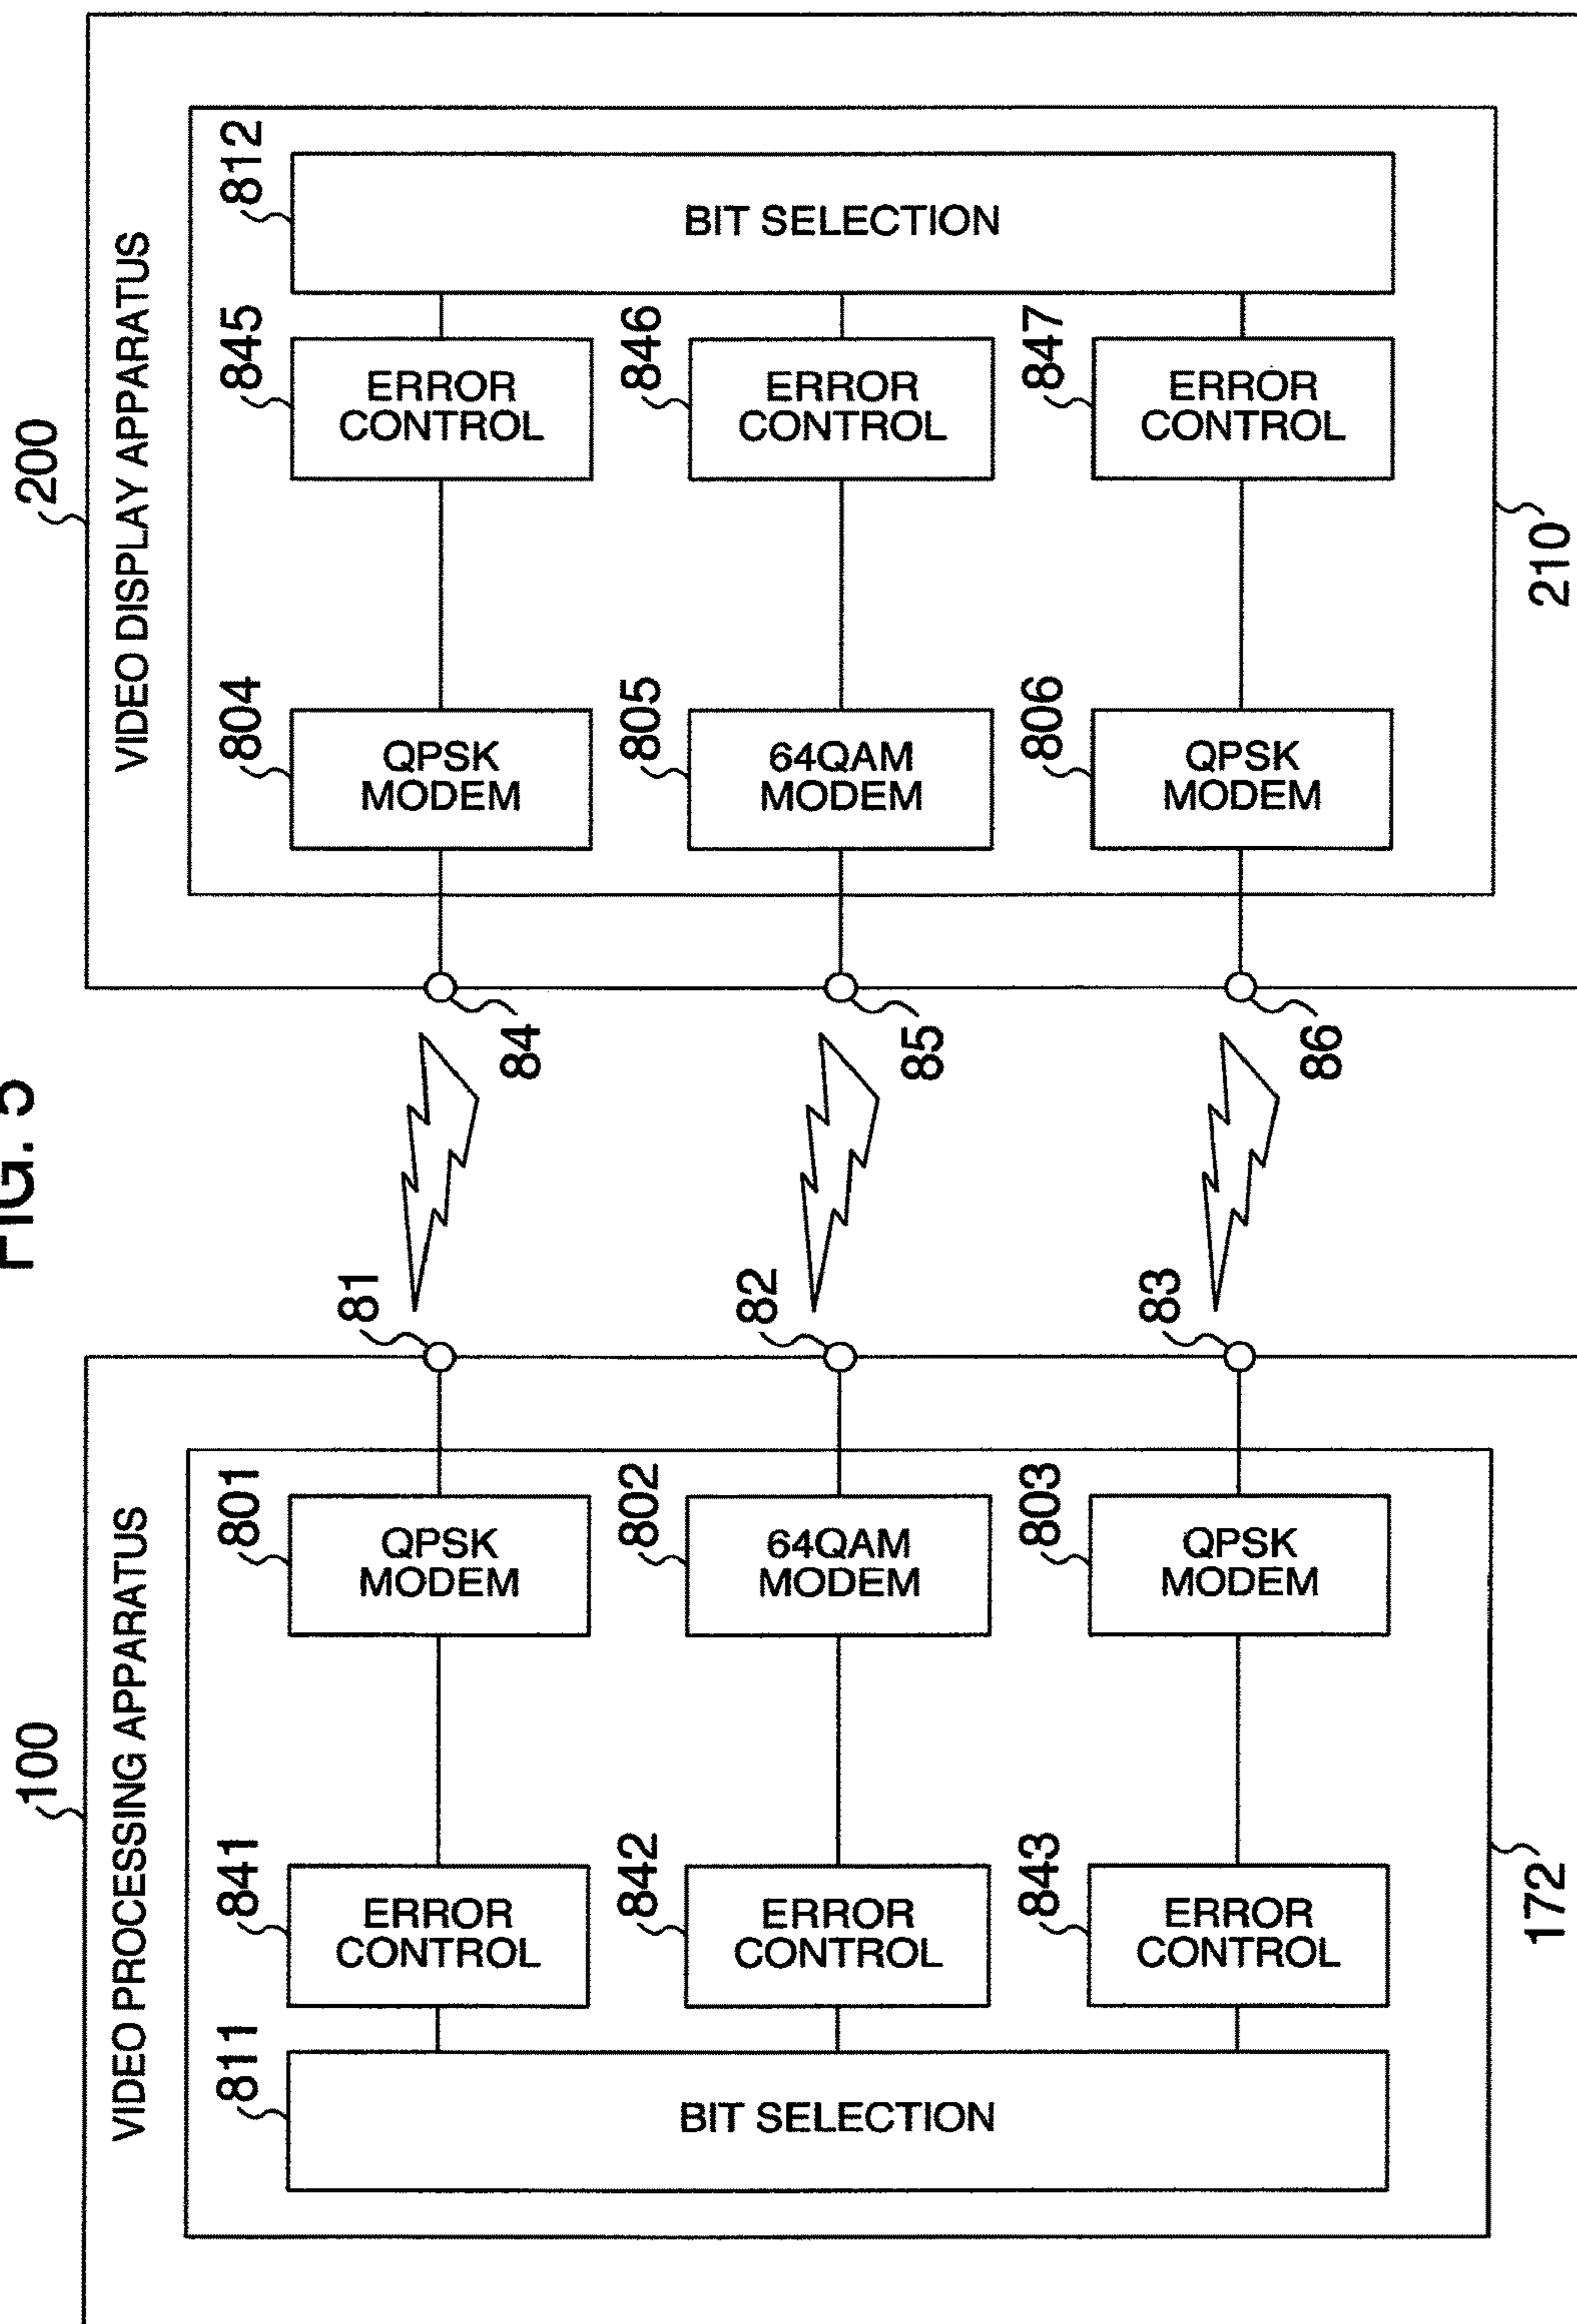 FIG. 5
100
VIDEO PROCESSING APPARATUS
811
BIT SELECTION
841
ERROR
CONTROL
801
QPSK
MODEM
81
842
ERROR
CONTROL
802
64QAM
MODEM
82
843
ERROR
CONTROL
803
QPSK
MODEM
83
172
200
VIDEO DISPLAY APPARATUS
84
804
QPSK
MODEM
845
ERROR
CONTROL
85
805
64QAM
MODEM
846
ERROR
CONTROL
86
806
QPSK
MODEM
847
ERROR
CONTROL
812
BIT SELECTION
210